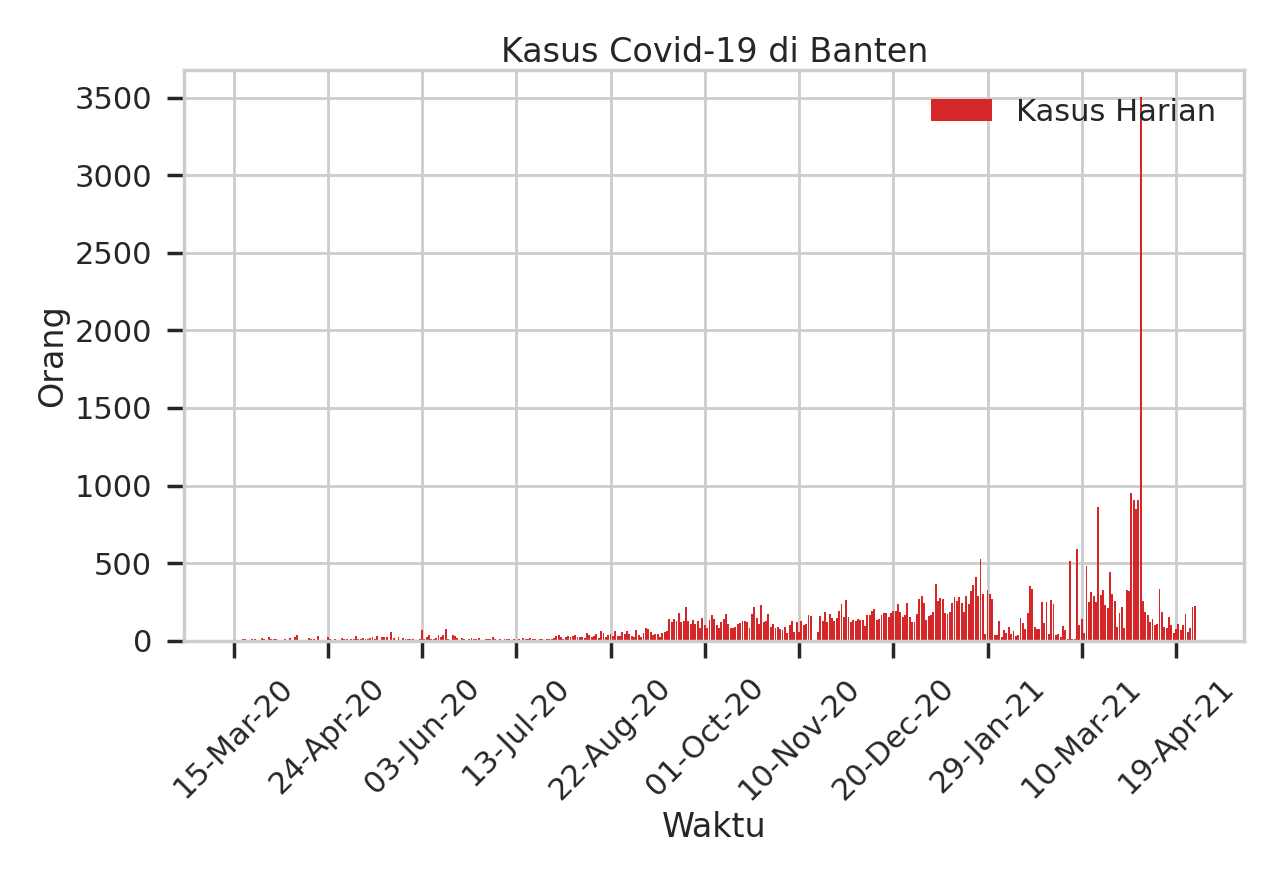 Kasus Covid-19 di Banten
Kasus Harian
3500
3000
2500
2000
1500
1000
500
0
Orang
15-Mar-20
24-Apr-20
03-Jun-20
13-Jul-20
22-Aug-20
01-Oct-20
10-Nov-20
20-Dec-20
29-Jan-21
10-Mar-21
19-Apr-21
Waktu